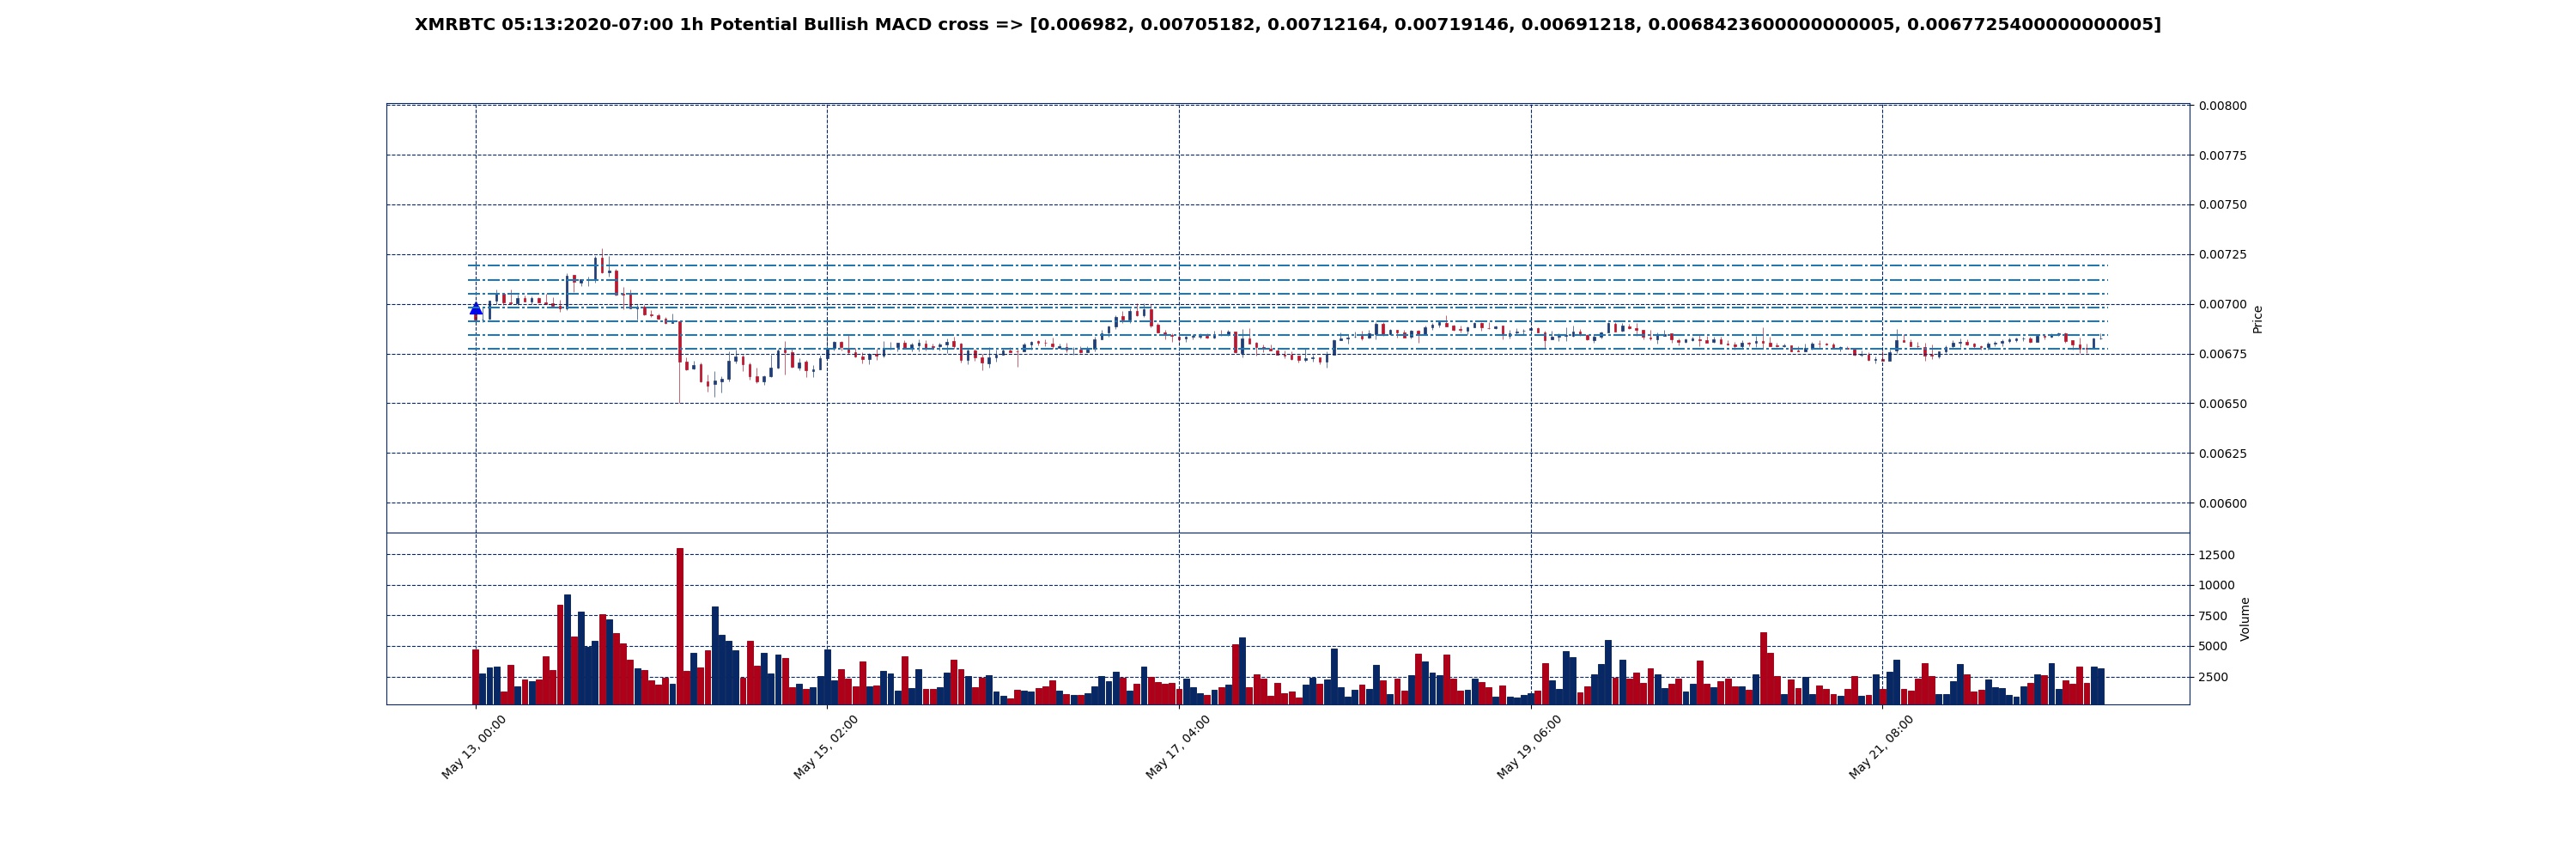 XMRBTC 05:13:2020-07:00 1h Potential Bullish MACD cross => [0.006982, 0.00705182, 0.00712164, 0.00719146, 0.00691218, 0.0068423600000000005, 0.0067725400000000005]
0.00800
0.00775
0.00750
0.00725
0.00700
0.00675
0.00650
0.00625
0.00600
Price
12500
10000
7500
5000
2500
Volume
May 13, 00:00
May 15, 02:00
May 17, 04:00
May 19, 06:00
May 21, 08:00